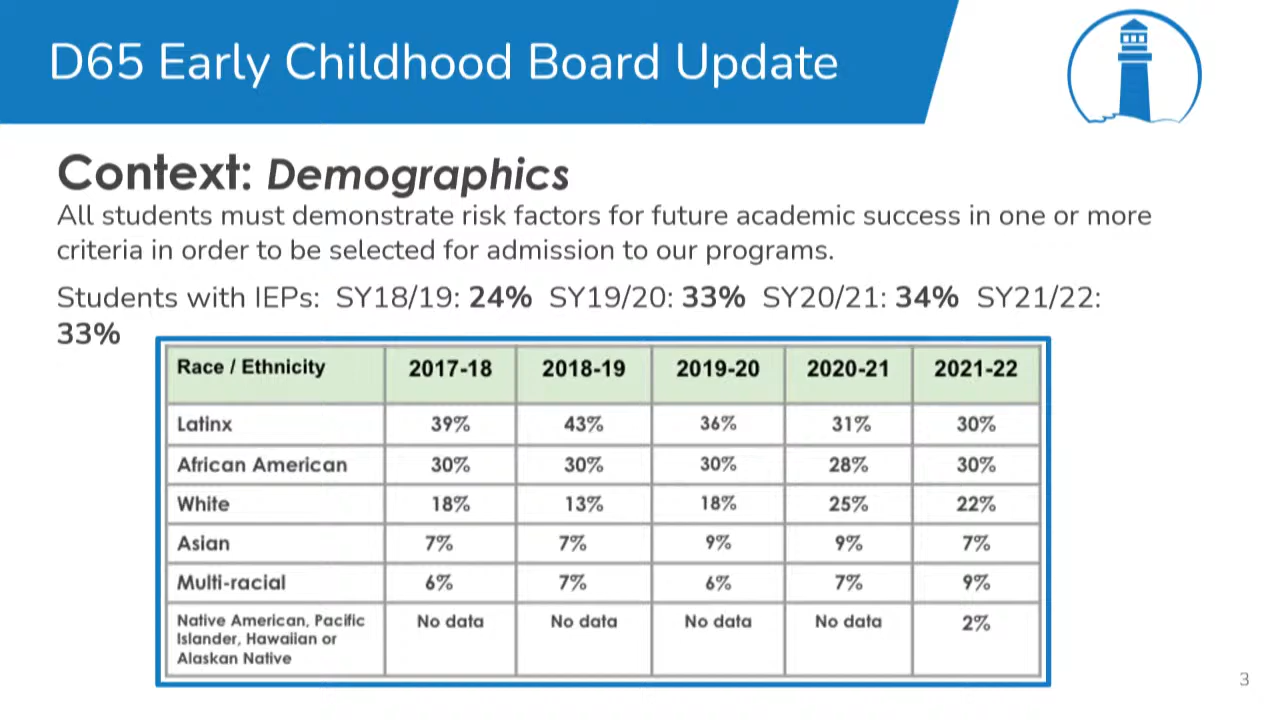 D65 Early Childhood Board Update
Context: Demographics
All students must demonstrate risk factors for future academic success in one or more
criteria in order to be selected for admission to our programs.
Students with IEPs: SY18/19: 24% SY19/20: 33% SY20/21: 34% SY21/22:
33%
Race / Ethnicity 2017-18 2018-19 2019-20 2020-21 2021-22
Latinx 39% 43% 36% 31% 30%
African American 30% 30% 30% 28% 30%
White 18% 13% 18% 25% 22%
Asian 7% 7% 9% 9% 7%
Multi-racial 6% 7% 6% 7% 9%
Native American, Pacific No data No data No data No data 2%
Islander, Hawaiian or
Alaskan Native
3